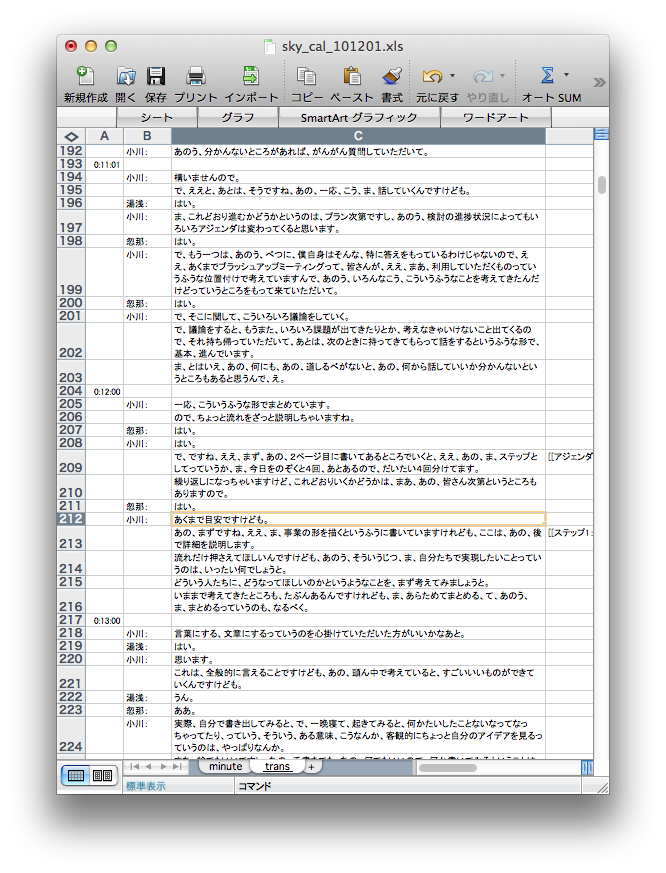 sky_cal_101201.xls
新規作成 開く 保存 プリント インポート コピー ペースト 書式 元に戻す やり直し オート SUM
シート グラフ SmartArt グラフィック ワードアート
A B C
192 小川: あのう、分かんないところがあれば、がんがん質問していただいて。
193 0:11:01
194 小川: 構いませんので。
195 で、ええと、あとは、そうですね、あの、一応、こう、ま、話していくんですけども。
196 湯浅: はい。
小川: ま、これどおり進むかどうかというのは、プラン次第ですし、あのう、検討の進捗状況によってもい
197 ろいろアジェンダは変わってくると思います。
198 忽那: はい。
小川: で、もう一つは、あのう、べつに、僕自身はそんな、特に答えをもっているわけじゃないので、え
え、あくまでブラッシュアップミーティングって、皆さんが、ええ、まあ、利用していただくものってい
うふうな位置付けで考えていますんで、あのう、いろんなこう、こういうふうなことを考えてきたんだ
199 けどっていうところをもって来ていただいて。
200 忽那: はい。
201 小川: で、そこに関して、こういろいろ議論をしていく。
で、議論をすると、もうまた、いろいろ課題が出てきたりとか、考えなきゃいけないこと出てくるの
で、それ持ち帰っていただいて、あとは、次のときに持ってきてもらって話をするというふうな形で、
202 基本、進んでいます。
ま、とはいえ、あの、何にも、あの、道しるべがないと、あの、何から話していいか分かんないとい
203 うところもあると思うんで、え。
204 0:12:00
205 小川: 一応、こういうふうな形でまとめています。
206 ので、ちょっと流れをざっと説明しちゃいますね。
207 忽那: はい。
208 小川: はい。
で、ですね、ええ、まず、あの、2ページ目に書いてあるところでいくと、ええ、あの、ま、ステップと
209 してっていうか、ま、今日をのぞくと4回、あとあるので、だいたい4回分けてます。 [[アジェンダ
繰り返しになっちゃいますけど、これどおりいくかどうかは、まあ、あの、皆さん次第というところも
210 ありますので。
211 忽那: はい。
212 小川: あくまで目安ですけども。
あの、まずですね、ええ、ま、事業の形を描くというふうに書いていますけれども、ここは、あの、後
213 で詳細を説明します。 [[ステップ1:
流れだけ押さえてほしいんですけども、あのう、そういうじつ、ま、自分たちで実現したいことってい
214 うのは、いったい何でしょうと。
215 どういう人たちに、どうなってほしいのかというようなことを、まず考えてみましょうと。
いままで考えてきたところも、たぶんあるんですけれども、ま、あらためてまとめる、て、あのう、
216 ま、まとめるっていうのも、なるべく。
217 0:13:00
218 小川: 言葉にする、文章にするっていうのを心掛けていただいた方がいいかなあと。
219 湯浅: はい。
220 小川: 思います。
これは、全般的に言えることですけども、あの、頭ん中で考えていると、すごいいいものができて
221 いくんですけども。
222 湯浅: うん。
223 忽那: ああ。
小川: 実際、自分で書き出してみると、で、一晩寝て、起きてみると、何かたいしたことないなってなっ
ちゃってたり、っていう、そういう、ある意味、こうなんか、客観的にちょっと自分のアイデアを見るっ
224 ていうのは、やっぱりなんか。
minute trans +
標準表示 コマンド